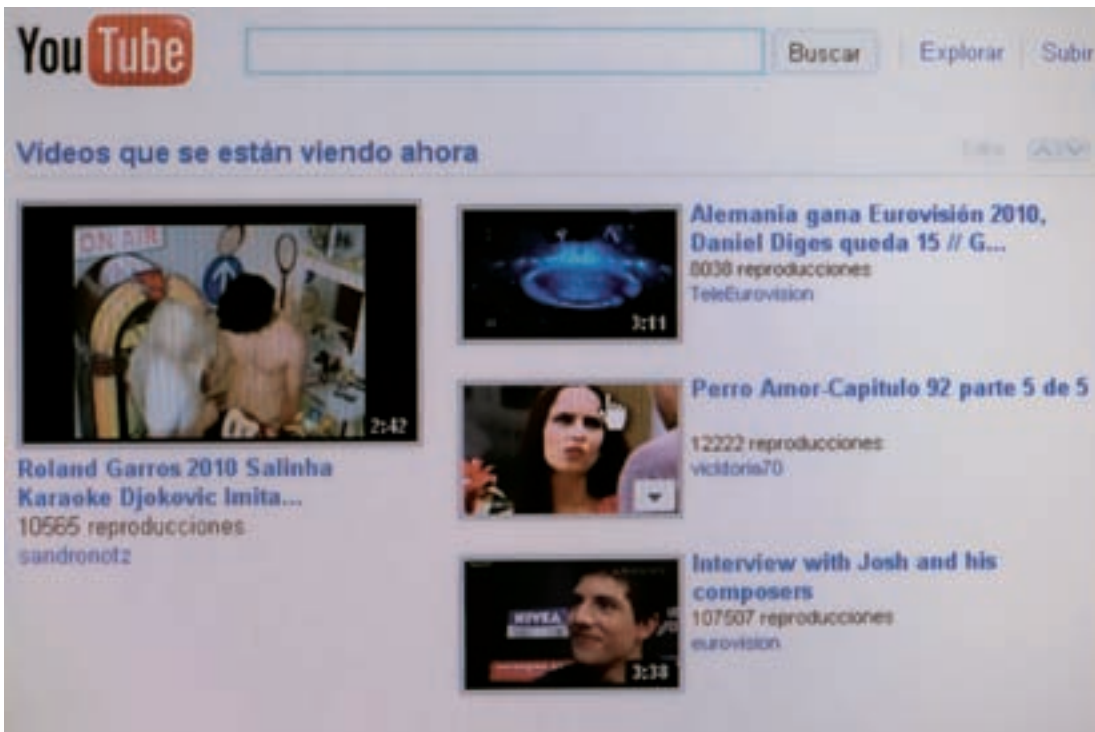 YouTube
Buscar
Explorar
Subir
Vídeos que se están viendo ahora
ON AIR
2:42
Roland Garros 2010 Salinha
Karaoke Djokovic Imita...
10565 reproducciones
sandronotz
3:11
Alemania gana Eurovisión 2010,
Daniel Diges queda 15 // G...
8038 reproducciones
TeleEurovision
Perro Amor-Capitulo 92 parte 5 de 5
12222 reproducciones
vicktoria70
NIVEA
3:38
Interview with Josh and his
composers
107507 reproducciones
eurovision